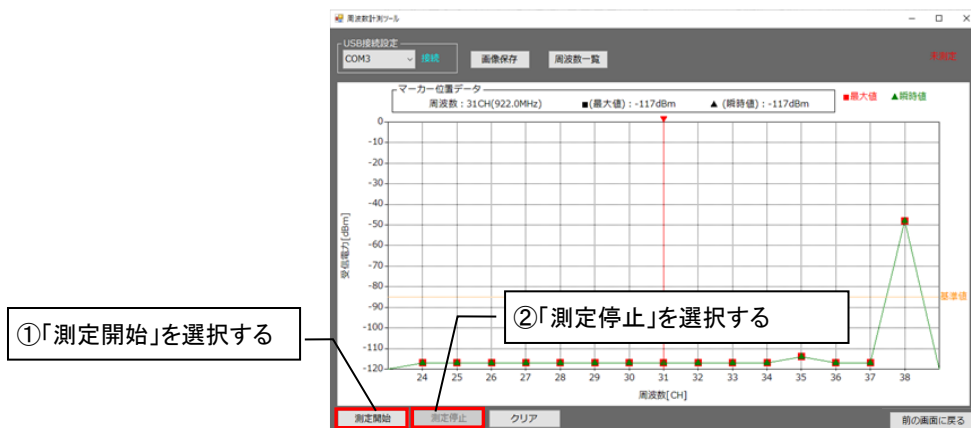 周波数計測ツール
USB接続設定
COM3 接続 画像保存 周波数一覧 未測定
マーカー位置データ
周波数：31CH(922.0MHz) ■(最大値)：-117dBm ▲ (瞬時値)：-117dBm
■最大値 ▲瞬時値
受信電力[dBm]
0
-10
-20
-30
-40
-50
-60
-70
-80
-90
-100
-110
-120
基準値
24 25 26 27 28 29 30 31 32 33 34 35 36 37 38
周波数[CH]
①「測定開始」を選択する
②「測定停止」を選択する
測定開始 測定停止 クリア 前の画面に戻る